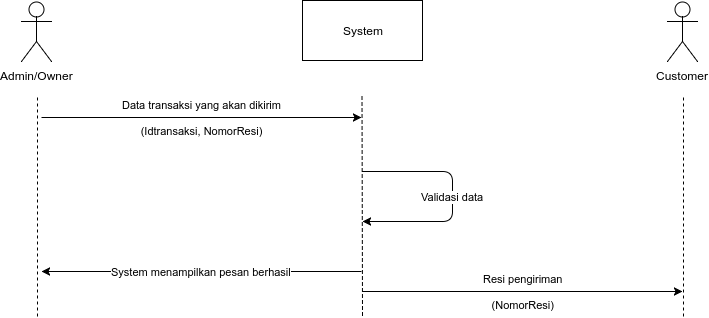 System
Admin/Owner
Customer
Data transaksi yang akan dikirim
(Idtransaksi, NomorResi)
Validasi data
System menampilkan pesan berhasil
Resi pengiriman
(NomorResi)